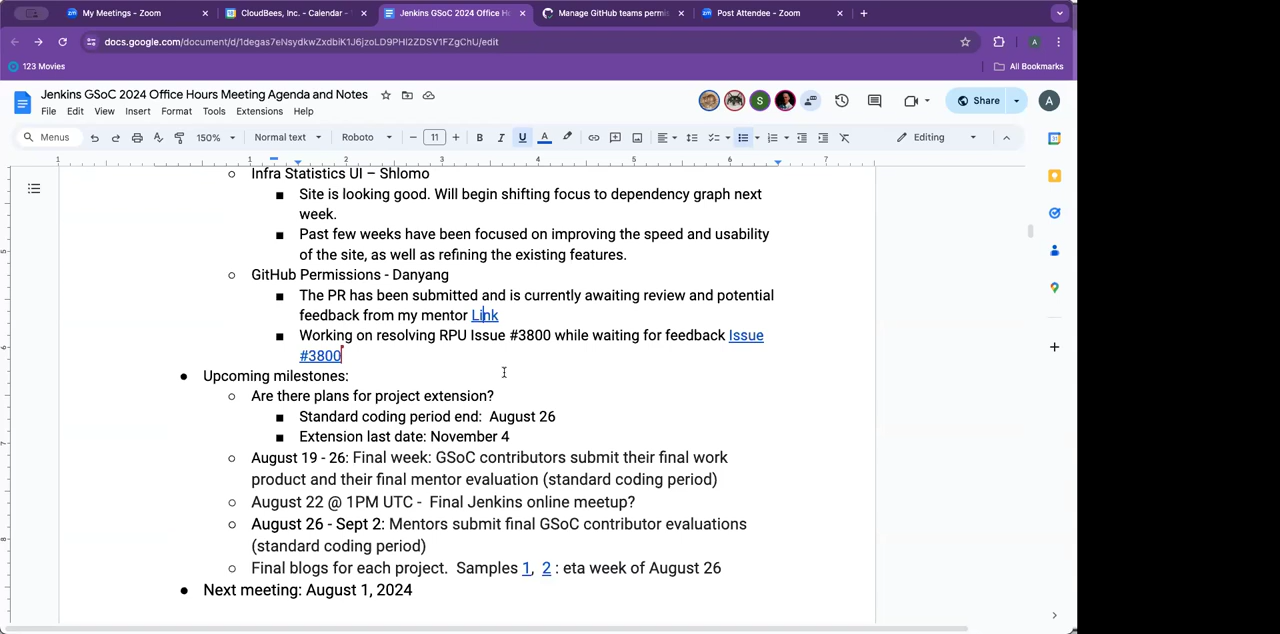 My Meetings - Zoom
CloudBees, Inc. - Calendar -
Jenkins GSoC 2024 Office H
Manage GitHub teams permis
Post Attendee - Zoom
docs.google.com/document/d/1degas7eNsydkwZxdbiK1J6jzoLD9PHI2ZDSV1FZgChU/edit
A
123 Movies
All Bookmarks
Jenkins GSoC 2024 Office Hours Meeting Agenda and Notes
File Edit View Insert Format Tools Extensions Help
S
Share
A
Menus
150%
Normal text
Roboto
11
B I U A
Editing
1 1 2 3 4 5 6 7
Infra Statistics UI – Shlomo
Site is looking good. Will begin shifting focus to dependency graph next
week.
Past few weeks have been focused on improving the speed and usability
of the site, as well as refining the existing features.
GitHub Permissions - Danyang
The PR has been submitted and is currently awaiting review and potential
feedback from my mentor Link
Working on resolving RPU Issue #3800 while waiting for feedback Issue
#3800
Upcoming milestones:
Are there plans for project extension?
Standard coding period end: August 26
Extension last date: November 4
August 19 - 26: Final week: GSoC contributors submit their final work
product and their final mentor evaluation (standard coding period)
August 22 @ 1PM UTC - Final Jenkins online meetup?
August 26 - Sept 2: Mentors submit final GSoC contributor evaluations
(standard coding period)
Final blogs for each project. Samples 1, 2 : eta week of August 26
Next meeting: August 1, 2024